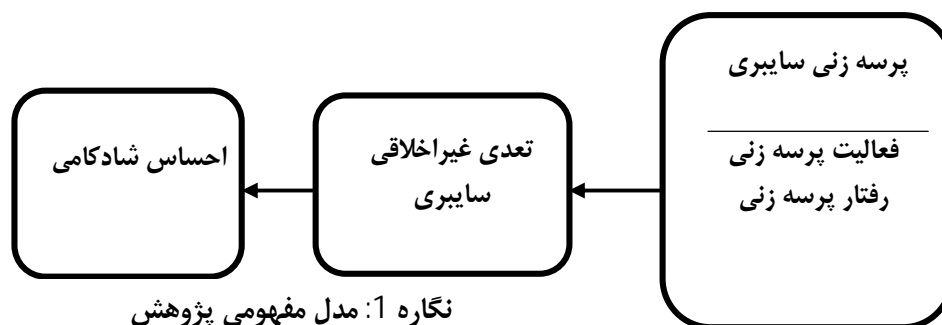 پرسه زنی سایبری
فعالیت پرسه زنی
رفتار پرسه زنی
تعدی غیراخلاقی
سایبری
احساس شادکامی
نگاره 1: مدل مفهومی پژوهش